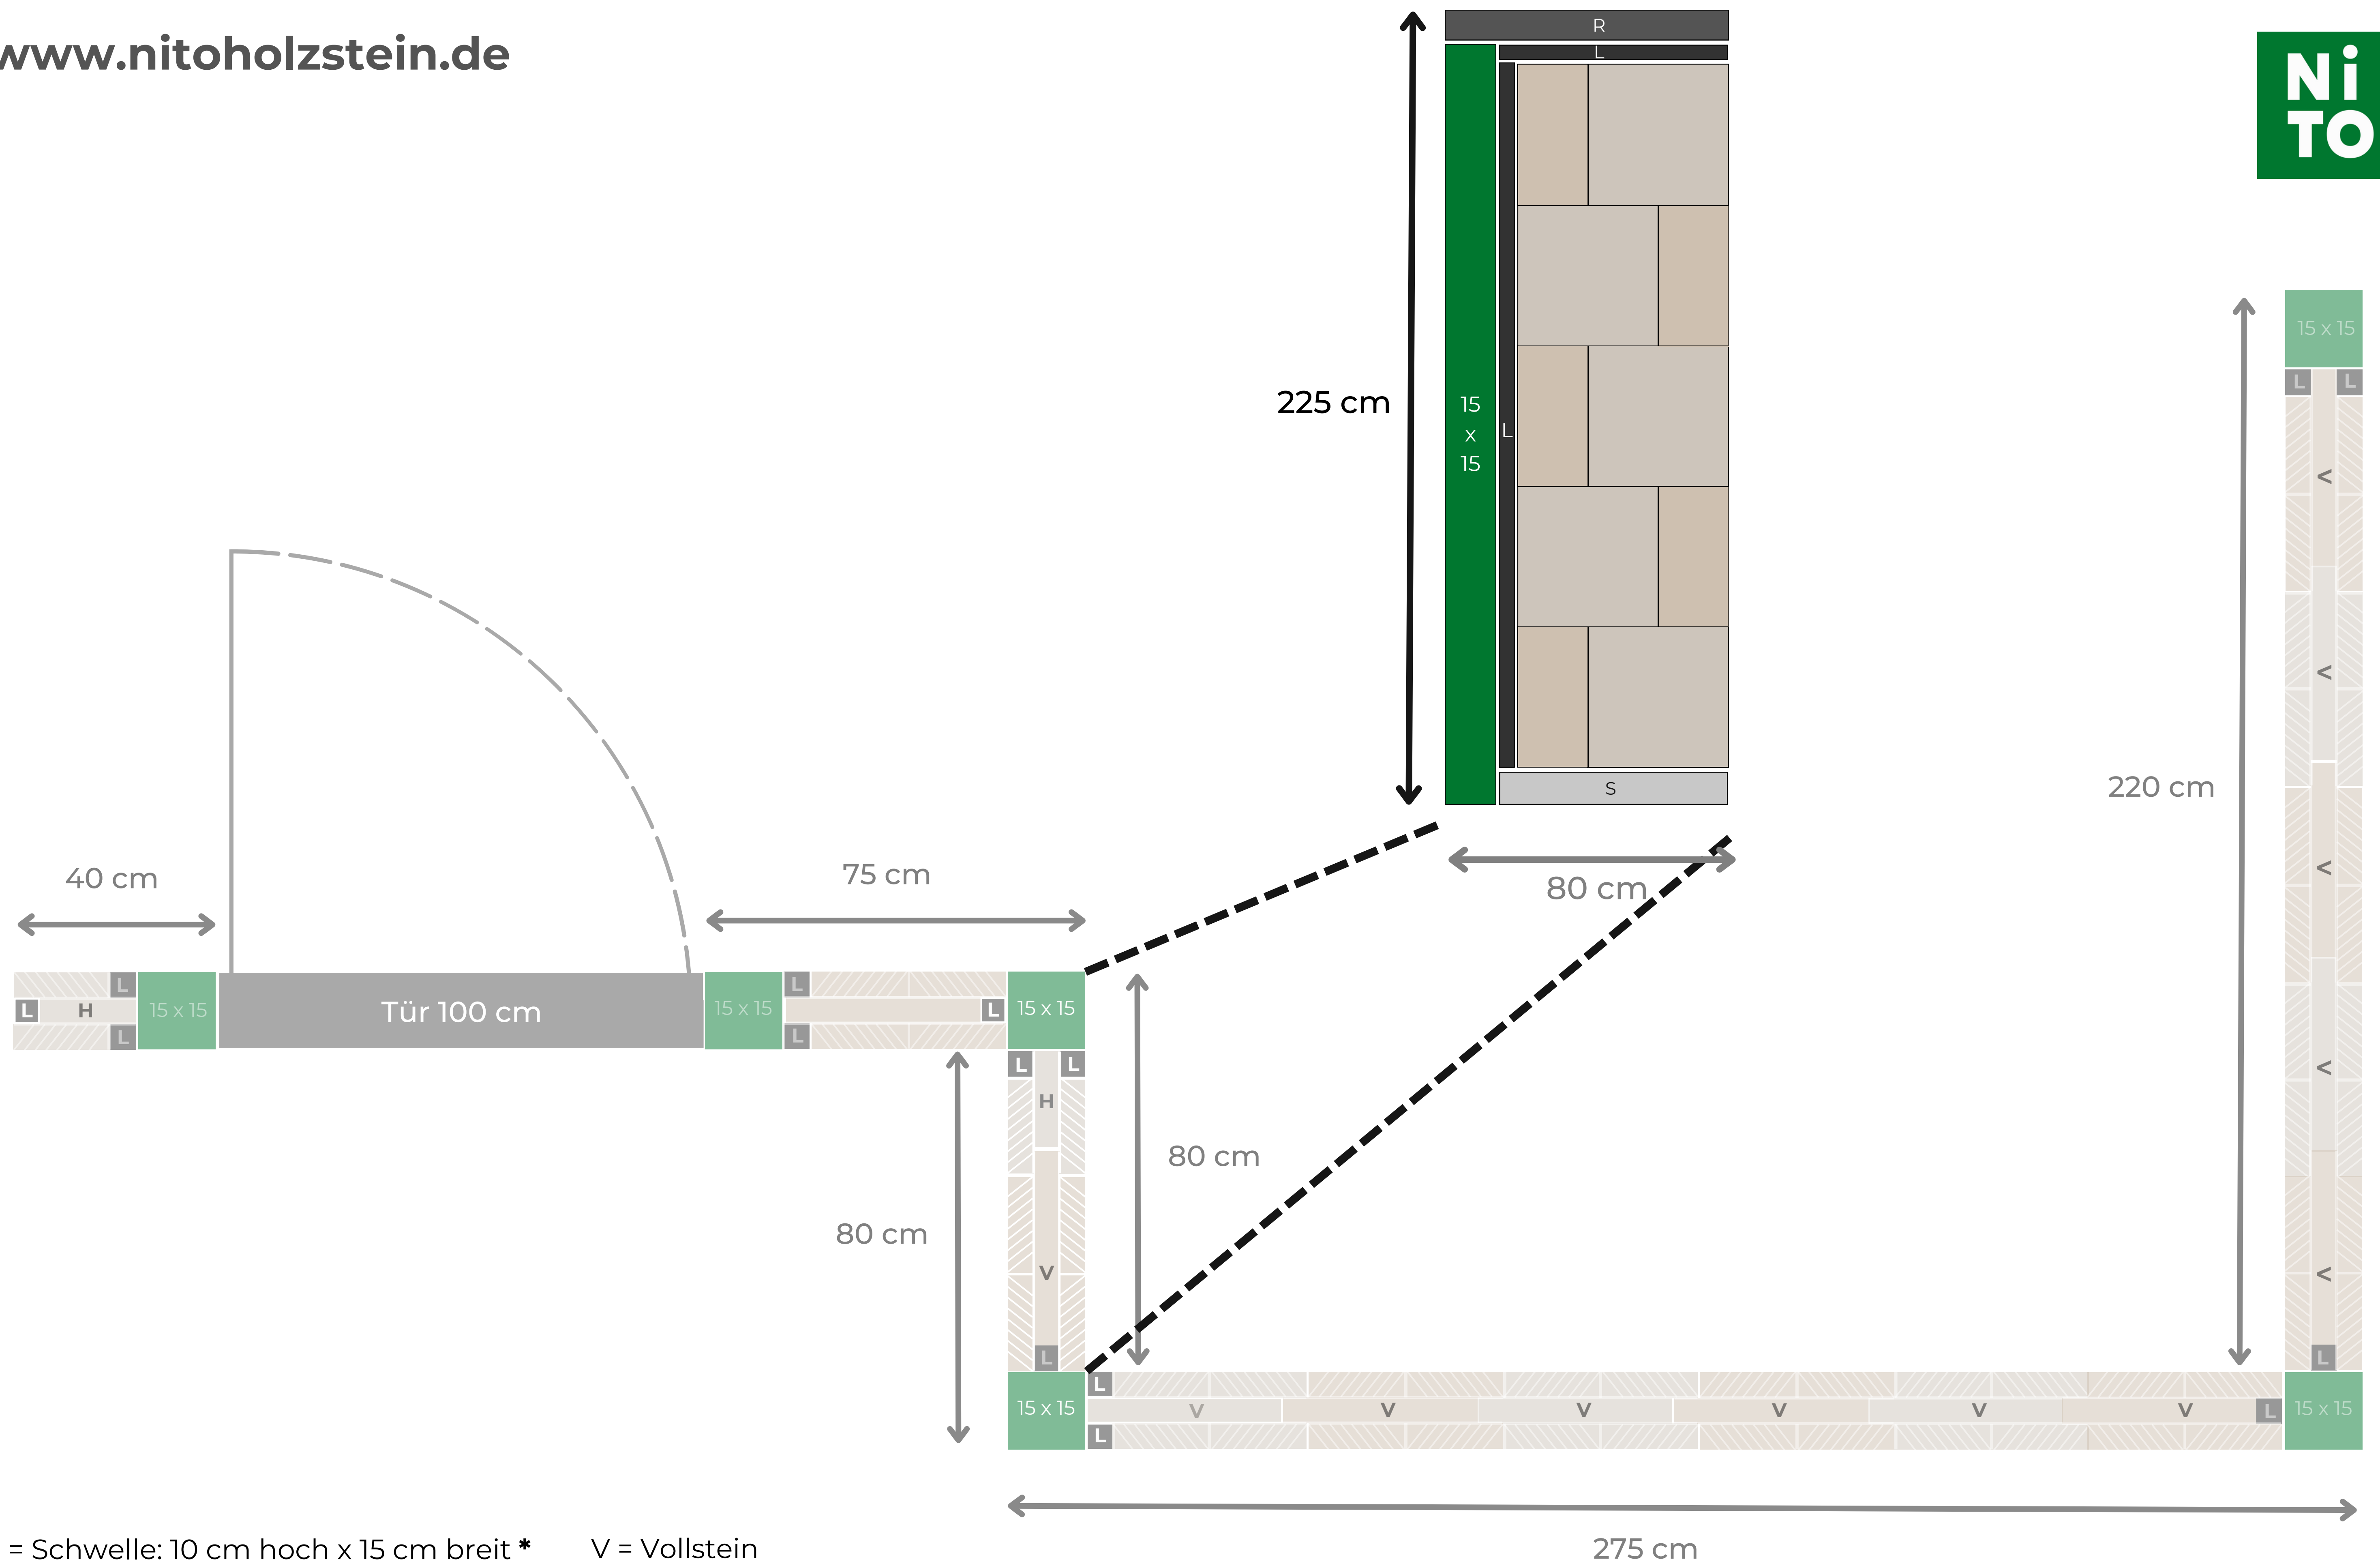 www.nitoholzstein.de
R
L
Ni
TO
15 x 15
L L
225 cm
15
x
15
L
V
V
220 cm
S
40 cm
75 cm
80 cm
V
L
L H 15 x 15
L
Tür 100 cm
15 x 15
L
L
L
15 x 15
L L
H
80 cm
V
80 cm
V
L
V
L
15 x 15
L
L
V V V V V V L
15 x 15
275 cm
= Schwelle: 10 cm hoch x 15 cm breit *
V = Vollstein